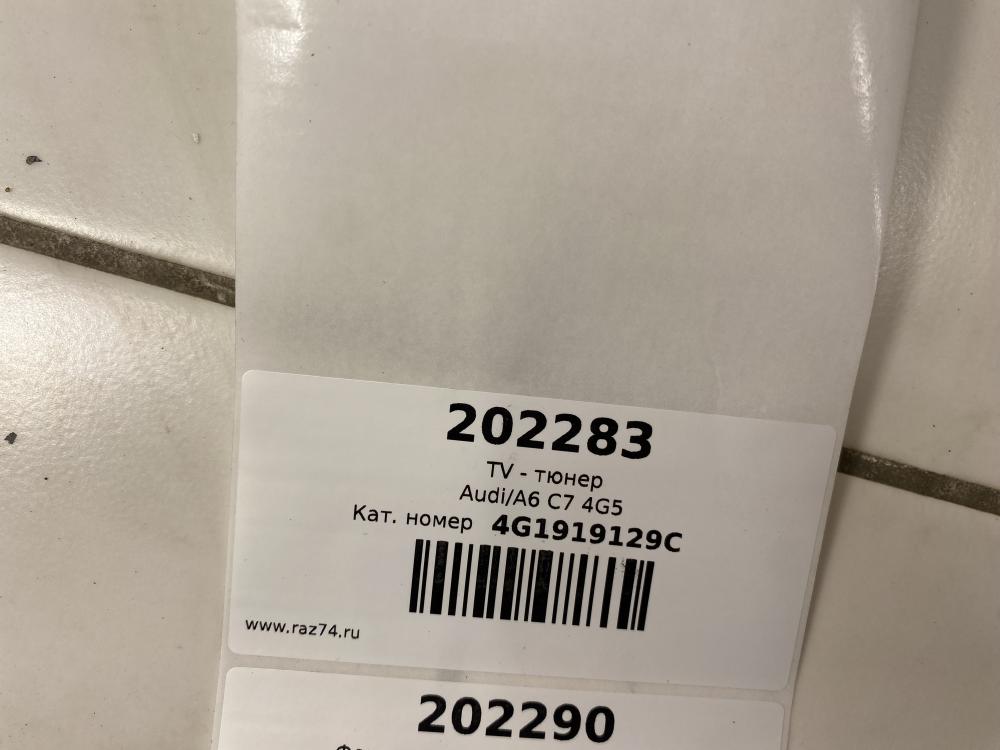 202283
TV - тюнер
Audi/A6 C7 4G5
Кат. номер 4G1919129C
www.raz74.ru
202290